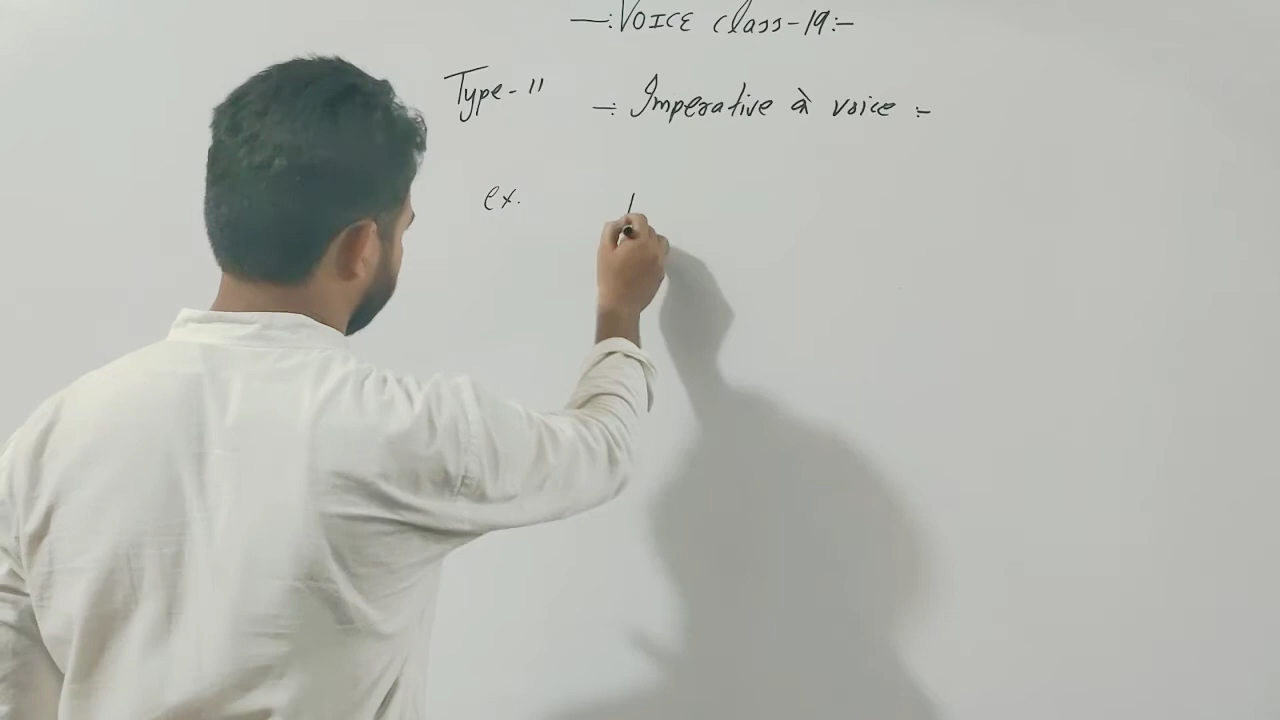 —:VOICE Class-19:—
Type-11 —: Imperative à voice :-
ex.